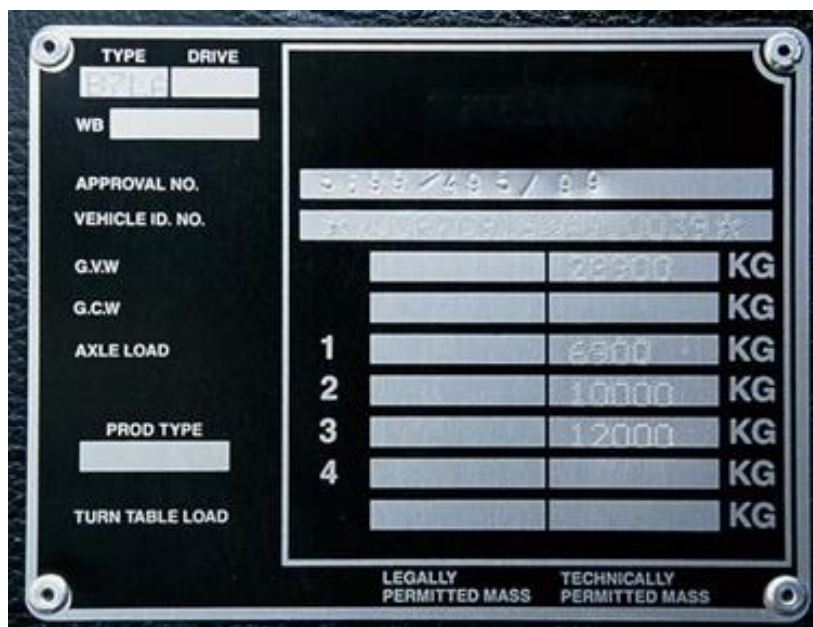 TYPE DRIVE
B7LA
WB
APPROVAL NO.
VEHICLE ID. NO.
G.V.W KG
G.C.W KG
AXLE LOAD 1 KG
2 10000 KG
PROD TYPE 3 12000 KG
4 KG
TURN TABLE LOAD KG
LEGALLY PERMITTED MASS
TECHNICALLY PERMITTED MASS